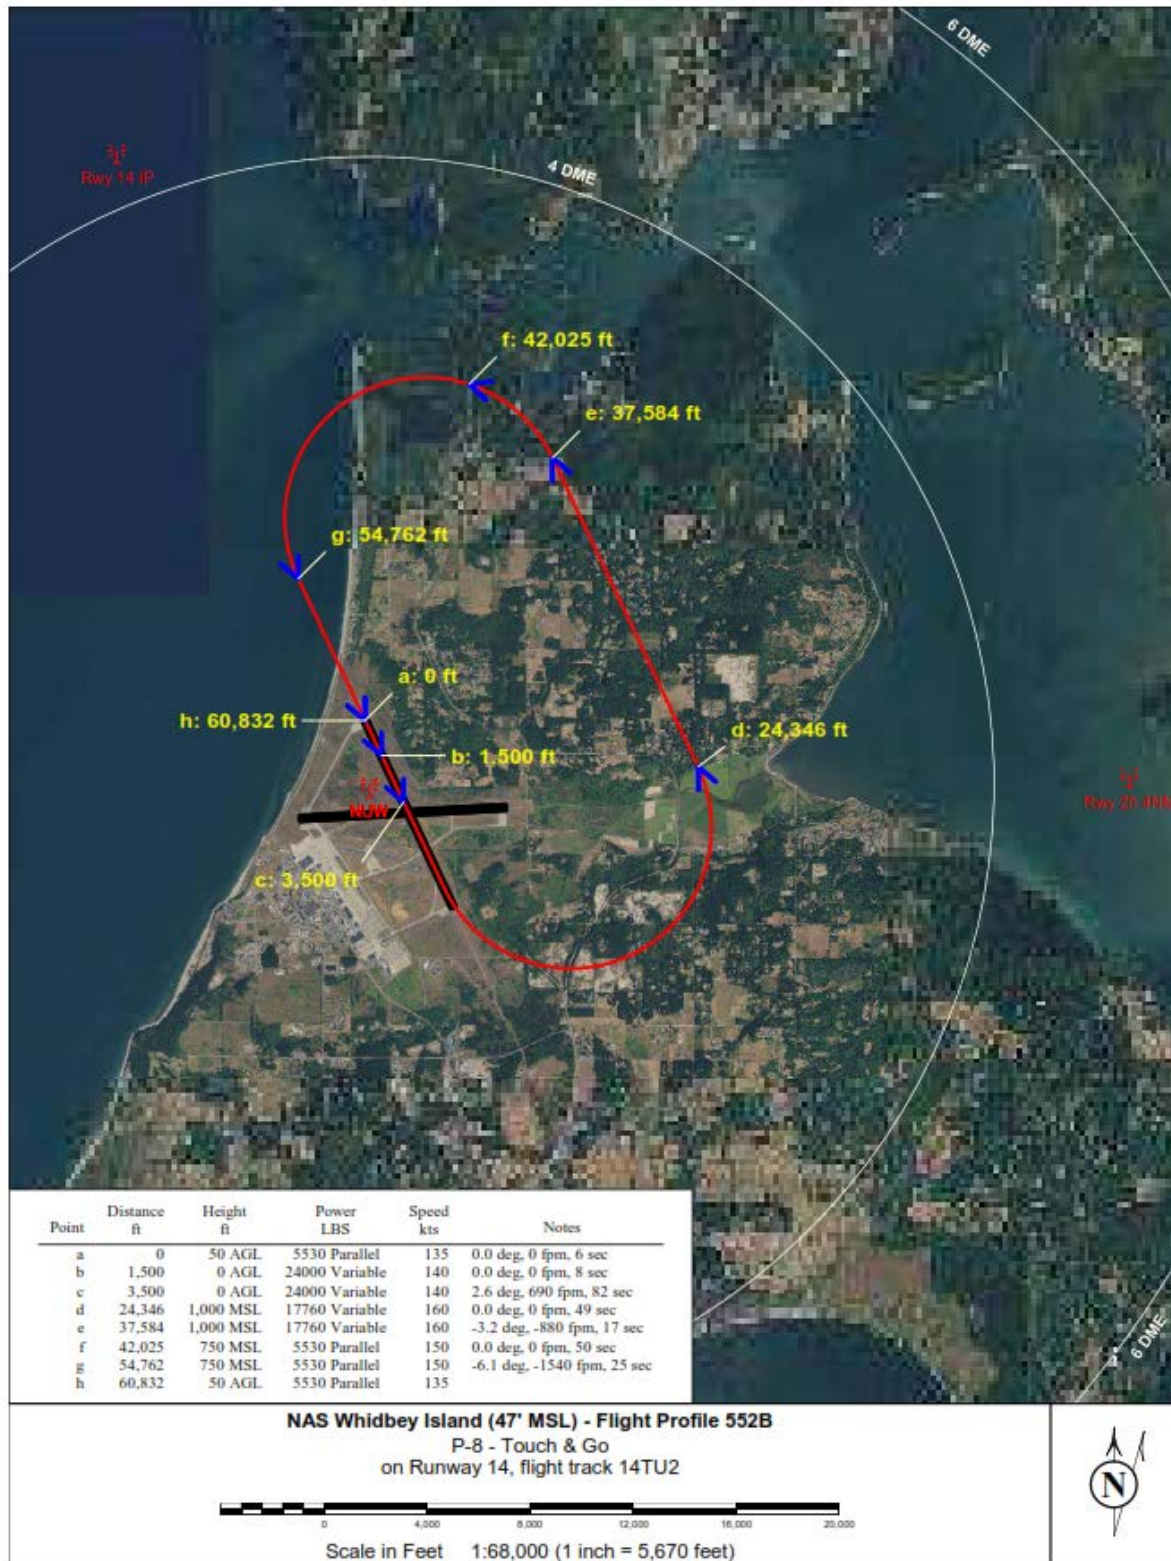 6 DME
4 DME
Rwy 14 IP
f: 42,025 ft
e: 37,584 ft
g: 54,762 ft
a: 0 ft
h: 60,832 ft
b: 1,500 ft
d: 24,346 ft
NUW
Rwy 20 4NM
c: 3,500 ft
6 DME
Point Distance ft Height ft Power LBS Speed kts Notes
a 0 50 AGL 5530 Parallel 135 0.0 deg, 0 fpm, 6 sec
b 1,500 0 AGL 24000 Variable 140 0.0 deg, 0 fpm, 8 sec
c 3,500 0 AGL 24000 Variable 140 2.6 deg, 690 fpm, 82 sec
d 24,346 1,000 MSL 17760 Variable 160 0.0 deg, 0 fpm, 49 sec
e 37,584 1,000 MSL 17760 Variable 160 -3.2 deg, -880 fpm, 17 sec
f 42,025 750 MSL 5530 Parallel 150 0.0 deg, 0 fpm, 50 sec
g 54,762 750 MSL 5530 Parallel 150 -6.1 deg, -1540 fpm, 25 sec
h 60,832 50 AGL 5530 Parallel 135
NAS Whidbey Island (47' MSL) - Flight Profile 552B
P-8 - Touch & Go
on Runway 14, flight track 14TU2
0 4,000 8,000 12,000 16,000 20,000
Scale in Feet 1:68,000 (1 inch = 5,670 feet)
N